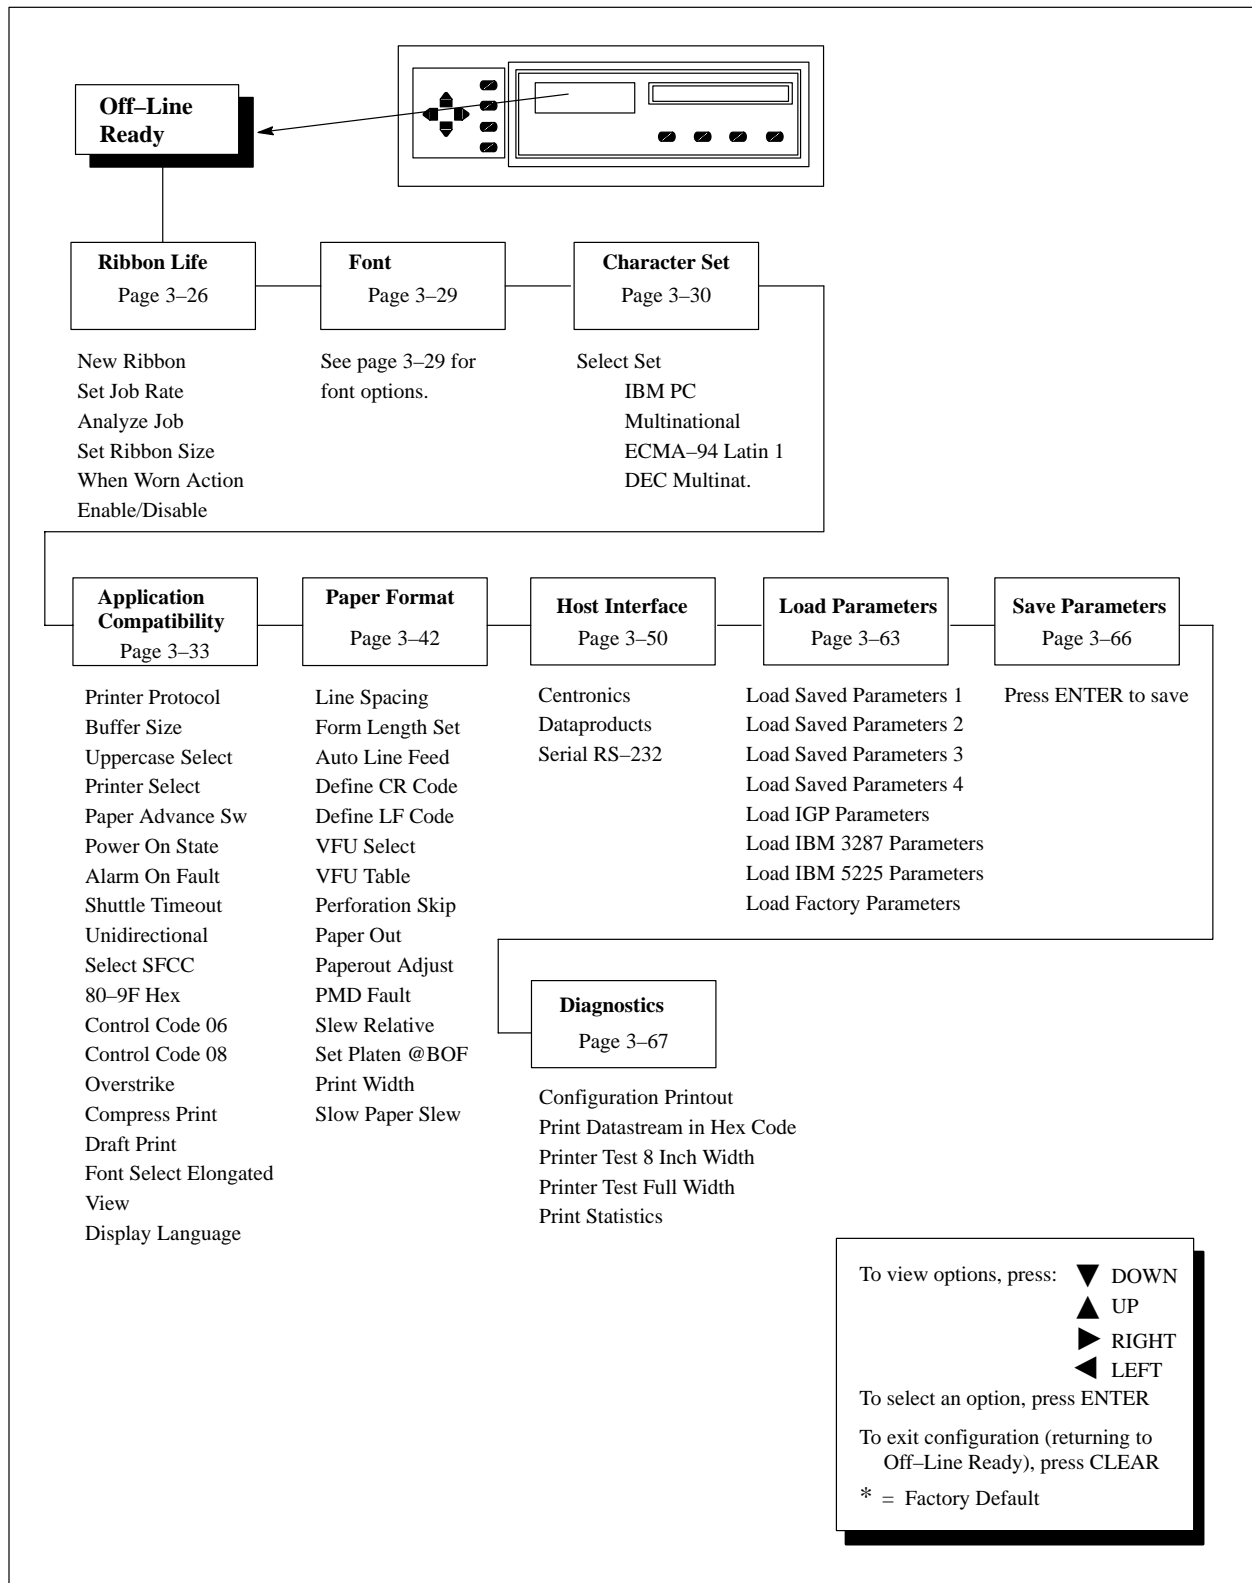 Off–Line
Ready
Ribbon Life
Page 3–26
Font
Page 3–29
Character Set
Page 3–30
New Ribbon
Set Job Rate
Analyze Job
Set Ribbon Size
When Worn Action
Enable/Disable
See page 3–29 for
font options.
Select Set
IBM PC
Multinational
ECMA–94 Latin 1
DEC Multinat.
Application
Compatibility
Page 3–33
Paper Format
Page 3–42
Host Interface
Page 3–50
Load Parameters
Page 3–63
Save Parameters
Page 3–66
Printer Protocol
Buffer Size
Uppercase Select
Printer Select
Paper Advance Sw
Power On State
Alarm On Fault
Shuttle Timeout
Unidirectional
Select SFCC
80–9F Hex
Control Code 06
Control Code 08
Overstrike
Compress Print
Draft Print
Font Select Elongated
View
Display Language
Line Spacing
Form Length Set
Auto Line Feed
Define CR Code
Define LF Code
VFU Select
VFU Table
Perforation Skip
Paper Out
Paperout Adjust
PMD Fault
Slew Relative
Set Platen @BOF
Print Width
Slow Paper Slew
Centronics
Dataproducts
Serial RS–232
Load Saved Parameters 1
Load Saved Parameters 2
Load Saved Parameters 3
Load Saved Parameters 4
Load IGP Parameters
Load IBM 3287 Parameters
Load IBM 5225 Parameters
Load Factory Parameters
Press ENTER to save
Diagnostics
Page 3–67
Configuration Printout
Print Datastream in Hex Code
Printer Test 8 Inch Width
Printer Test Full Width
Print Statistics
To view options, press: ▼ DOWN
▲ UP
▶ RIGHT
◀ LEFT
To select an option, press ENTER
To exit configuration (returning to
Off–Line Ready), press CLEAR
* = Factory Default